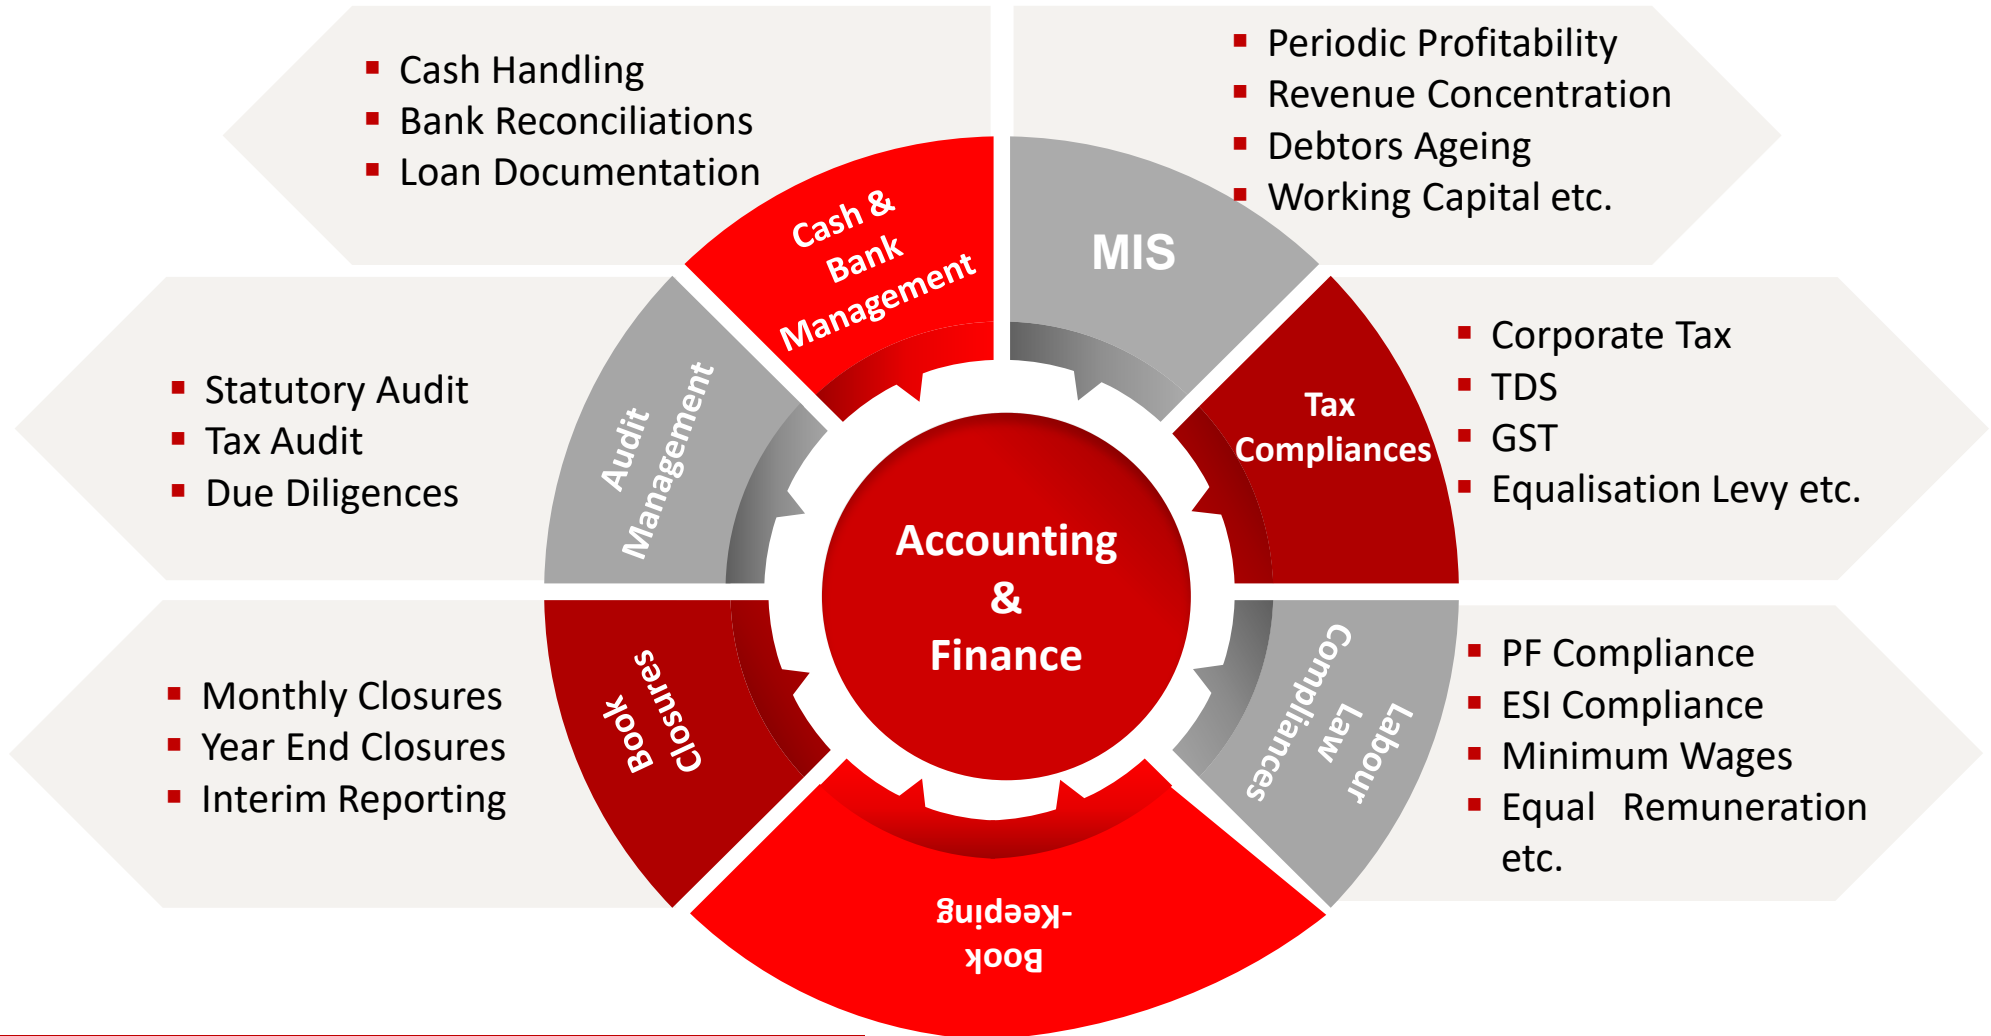 Cash Handling
Bank Reconciliations
Loan Documentation
Periodic Profitability
Revenue Concentration
Debtors Ageing
Working Capital etc.
Cash &
Bank
Management
MIS
Statutory Audit
Tax Audit
Due Diligences
Audit
Management
Tax
Compliances
Corporate Tax
TDS
GST
Equalisation Levy etc.
Accounting
&
Finance
Monthly Closures
Year End Closures
Interim Reporting
Book
Closures
Labour
Law
Compliances
PF Compliance
ESI Compliance
Minimum Wages
Equal Remuneration
etc.
Book
-Keeping